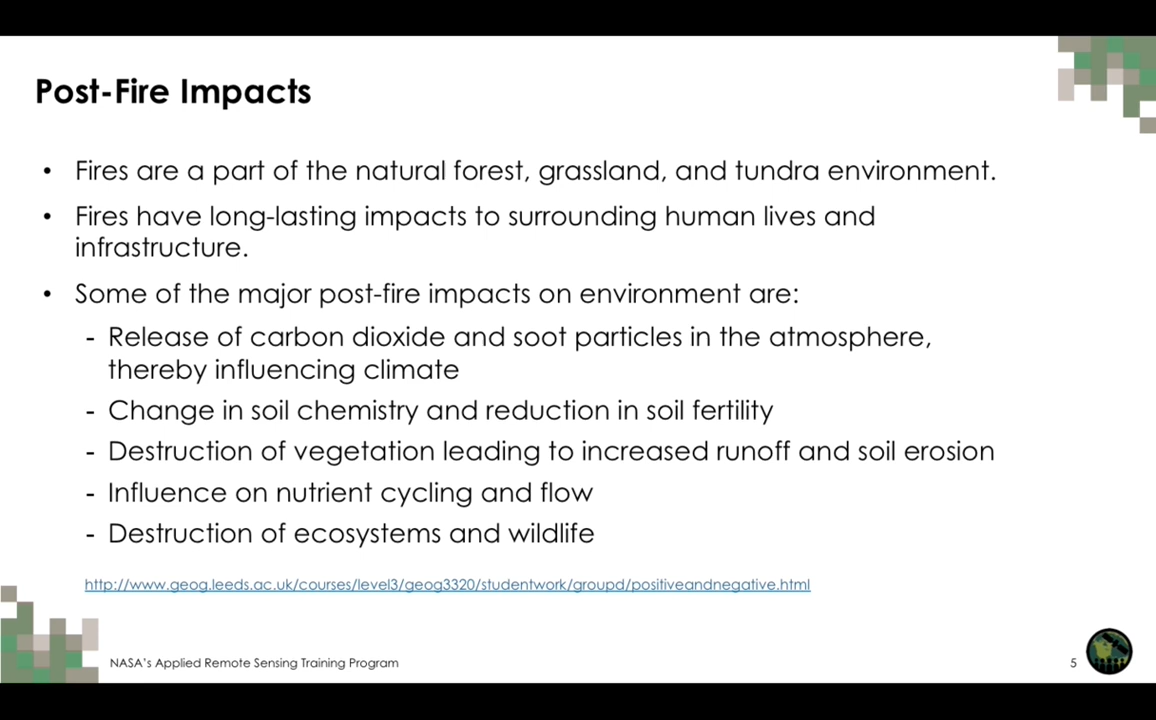 Post-Fire Impacts
• Fires are a part of the natural forest, grassland, and tundra environment.
• Fires have long-lasting impacts to surrounding human lives and
infrastructure.
• Some of the major post-fire impacts on environment are:
- Release of carbon dioxide and soot particles in the atmosphere,
thereby influencing climate
- Change in soil chemistry and reduction in soil fertility
- Destruction of vegetation leading to increased runoff and soil erosion
- Influence on nutrient cycling and flow
- Destruction of ecosystems and wildlife
http://www.geog.leeds.ac.uk/courses/level3/geog3320/studentwork/groupd/positiveandnegative.html
NASA's Applied Remote Sensing Training Program
5